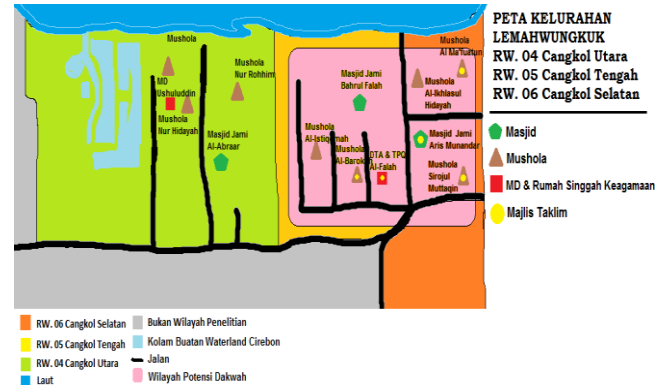 PETA KELURAHAN
LEMAHWUNGKUK
RW. 04 Cangkol Utara
RW. 05 Cangkol Tengah
RW. 06 Cangkol Selatan
Masjid
Mushola
MD & Rumah Singgah Keagamaan
Majlis Taklim
Mushola
MD
Ushuluddin
Mushola
Nur Hidayah
Mushola
Nur Rohhim
Masjid Jami
Al-Abraar
Masjid Jami
Bahrul Falah
Mushola
Al-Istiqomah
Mushola
Al-Barokah
DTA & TPQ
Al-Falah
Mushola
Mushola
Al-Ikhlasul
Hidayah
Masjid Jami
Aris Munandar
Mushola
Sirojul
Muttaqin
RW. 06 Cangkol Selatan
RW. 05 Cangkol Tengah
RW. 04 Cangkol Utara
Laut
Bukan Wilayah Penelitian
Kolam Buatan Waterland Cirebon
Jalan
Wilayah Potensi Dakwah